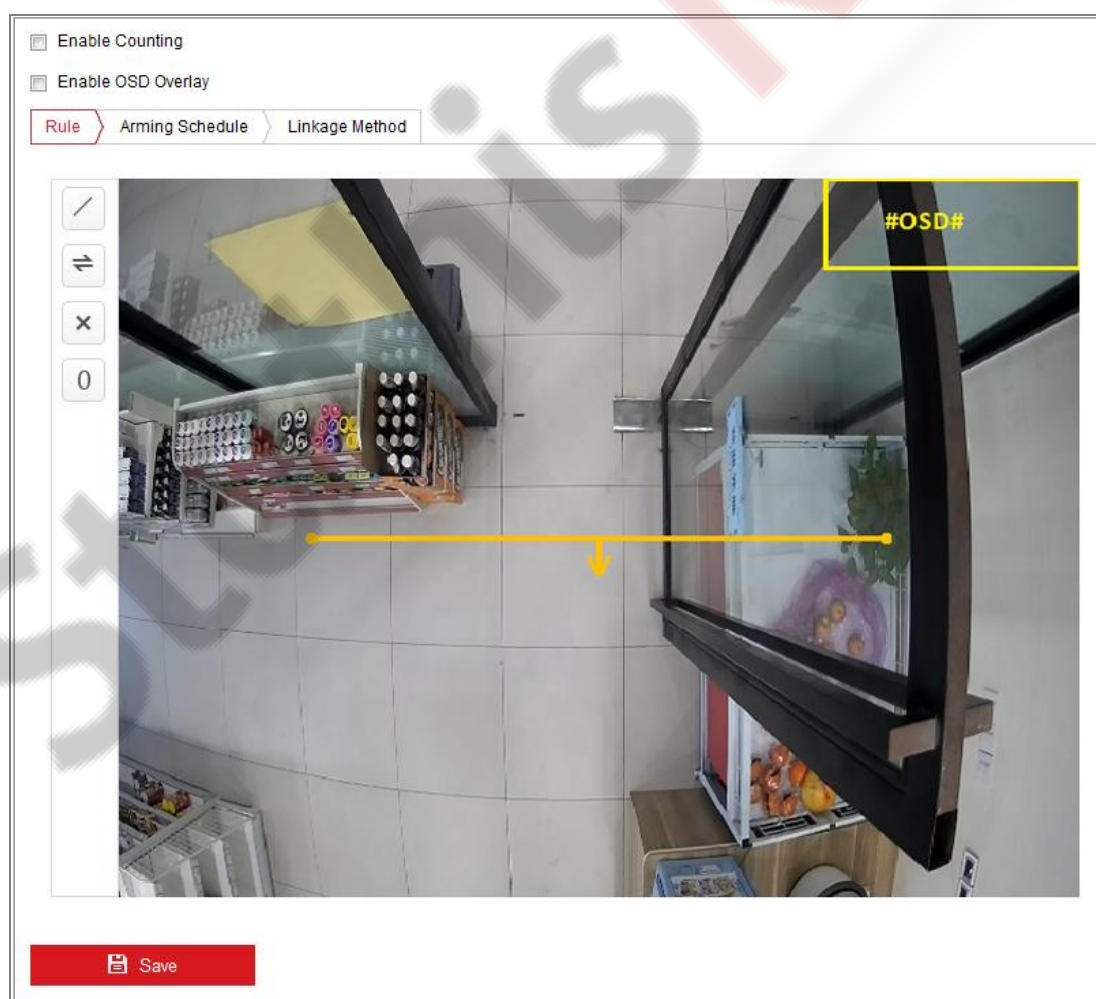 Enable Counting
Enable OSD Overlay
Rule
Arming Schedule
Linkage Method
#OSD#
0
Save